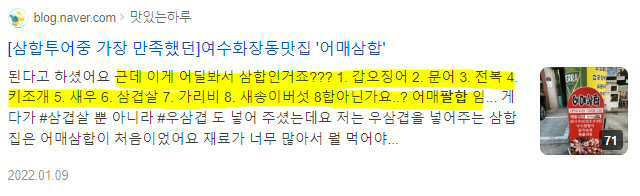 blog.naver.com › 맛있는하루
[삼합투어중 가장 만족했던]여수화장동맛집 '어매삼합'
된다고 하셨어요 근데 이게 어딜봐서 삼합인거죠??? 1. 갑오징어 2. 문어 3. 전복 4.
키조개 5. 새우 6. 삼겹살 7. 가리비 8. 새송이버섯 8합아닌가요..? 어매팔합 임... 게
다가 #삼겹살 뿐 아니라 #우삼겹 도 넣어 주셨는데요 저는 우삼겹을 넣어주는 삼합
집은 어매삼합이 처음이었어요 재료가 너무 많아서 뭘 먹어야...
71
2022.01.09